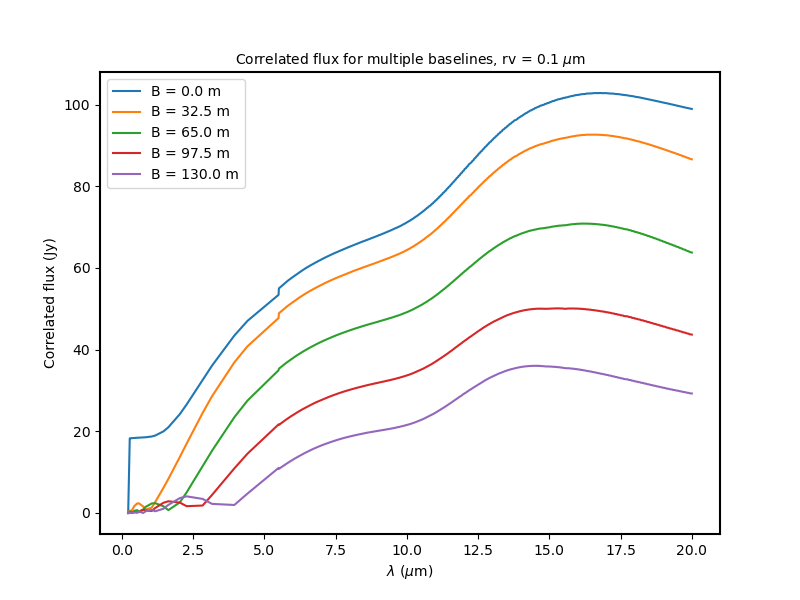 Correlated flux for multiple baselines, rv = 0.1 μm
B = 0.0 m
B = 32.5 m
B = 65.0 m
B = 97.5 m
B = 130.0 m
Correlated flux (Jy)
100
80
60
40
20
0
0.0 2.5 5.0 7.5 10.0 12.5 15.0 17.5 20.0
λ (μm)